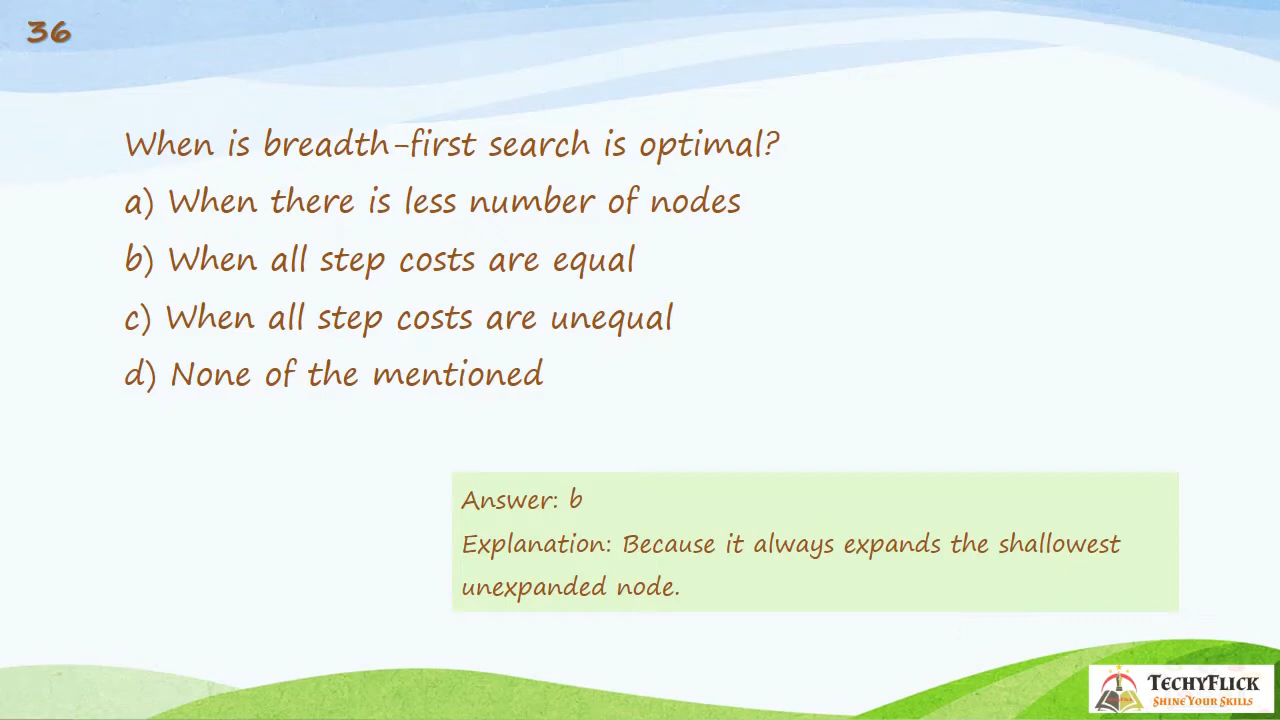 36
When is breadth-first search is optimal?
a) When there is less number of nodes
b) When all step costs are equal
c) When all step costs are unequal
d) None of the mentioned
Answer: b
Explanation: Because it always expands the shallowest
unexpanded node.
TECHYFLICK
SHINE YOUR SKILLS